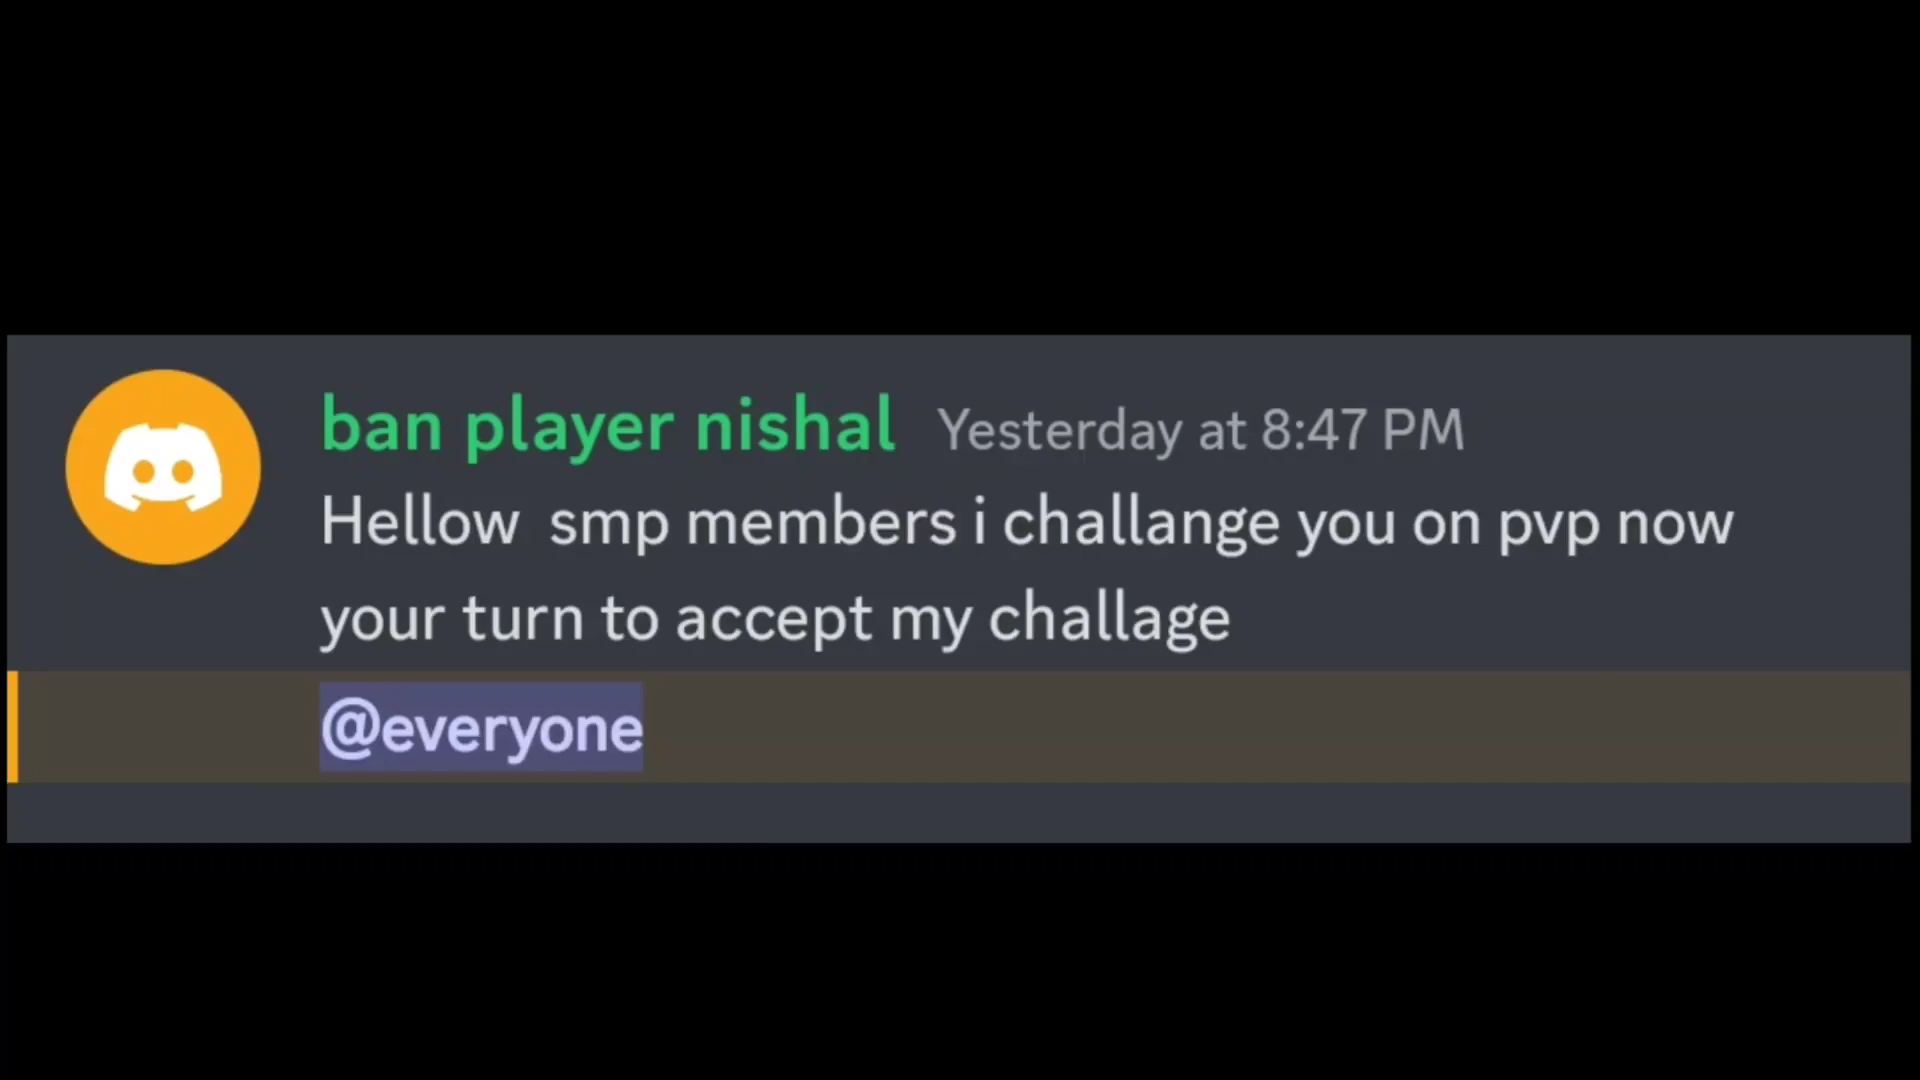 ban player nishal Yesterday at 8:47 PM
Hellow smp members i challange you on pvp now
your turn to accept my challage
@everyone